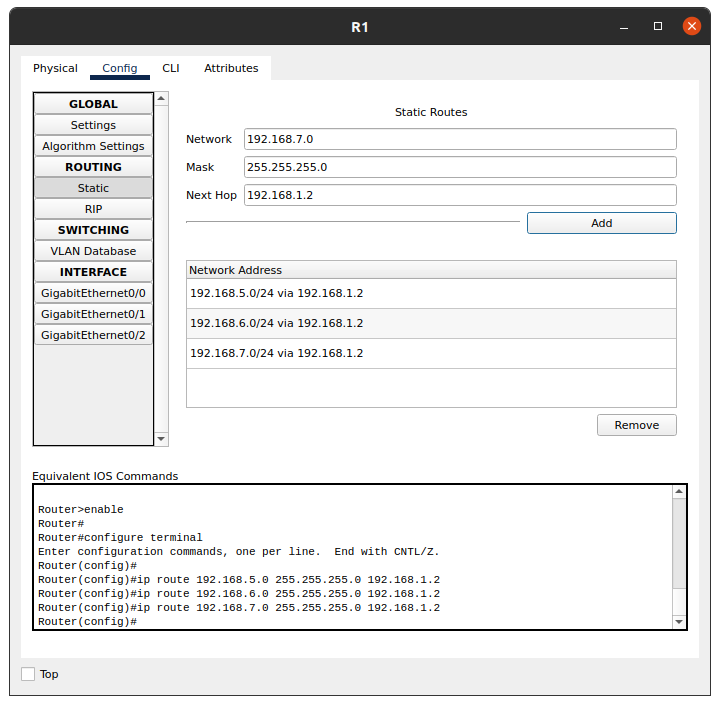 R1
Physical Config CLI Attributes
GLOBAL
Settings
Algorithm Settings
ROUTING
Static
RIP
SWITCHING
VLAN Database
INTERFACE
GigabitEthernet0/0
GigabitEthernet0/1
GigabitEthernet0/2
Static Routes
Network 192.168.7.0
Mask 255.255.255.0
Next Hop 192.168.1.2
Add
Network Address
192.168.5.0/24 via 192.168.1.2
192.168.6.0/24 via 192.168.1.2
192.168.7.0/24 via 192.168.1.2
Remove
Equivalent IOS Commands
Router>enable
Router#
Router#configure terminal
Enter configuration commands, one per line.  End with CNTL/Z.
Router(config)#
Router(config)#ip route 192.168.5.0 255.255.255.0 192.168.1.2
Router(config)#ip route 192.168.6.0 255.255.255.0 192.168.1.2
Router(config)#ip route 192.168.7.0 255.255.255.0 192.168.1.2
Router(config)#
Top